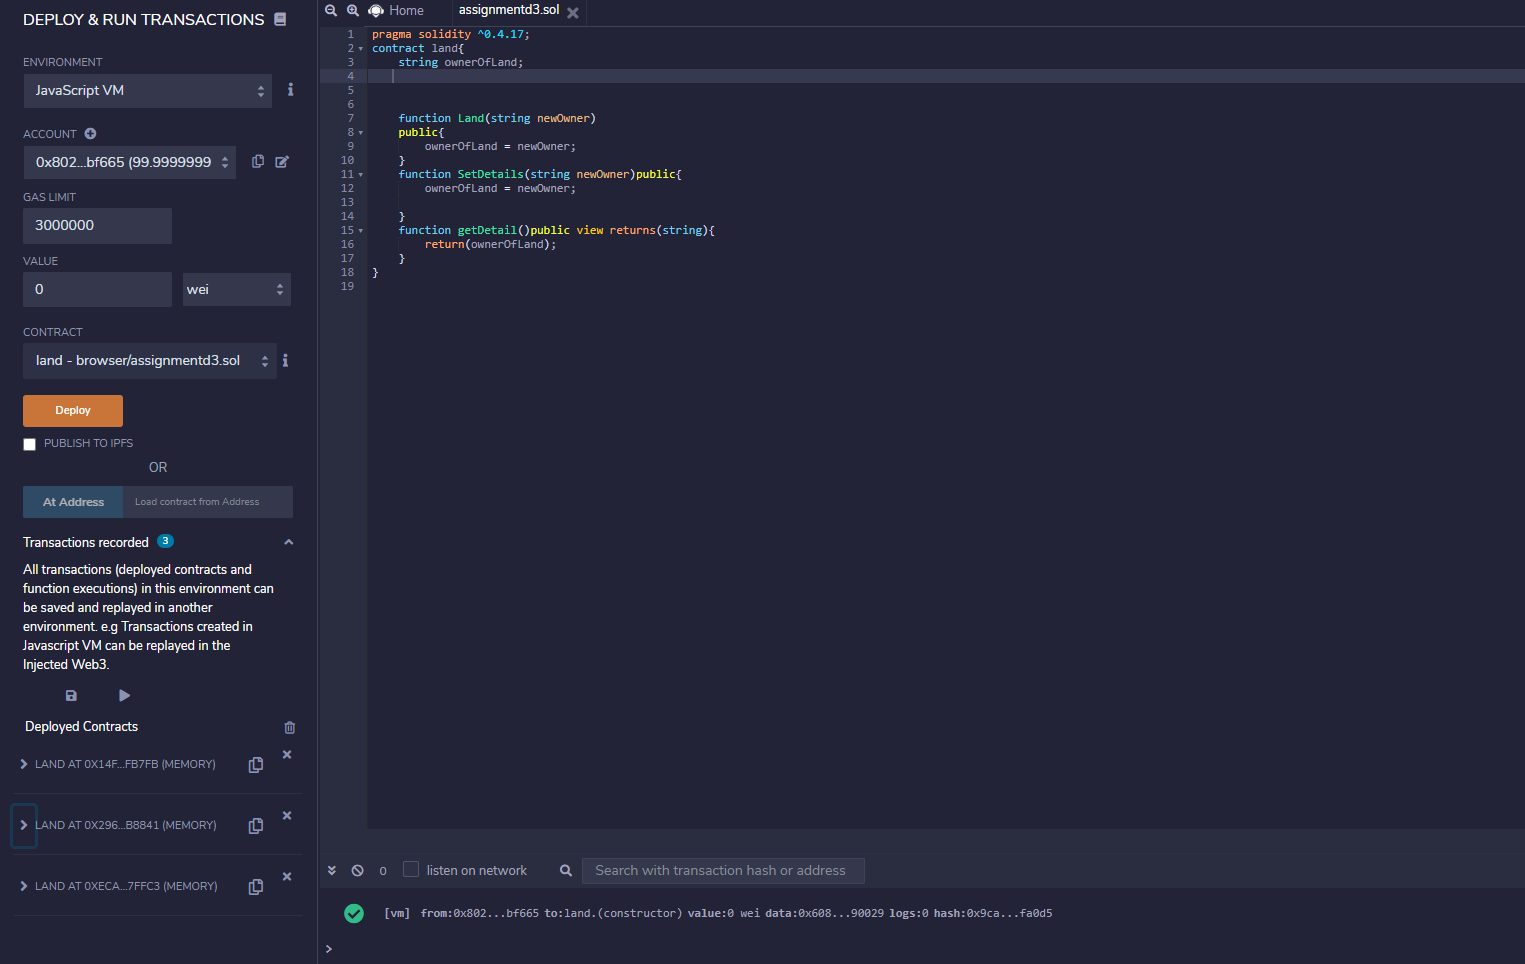 DEPLOY & RUN TRANSACTIONS
ENVIRONMENT
JavaScript VM
ACCOUNT
0x802...bf665 (99.9999999
GAS LIMIT
3000000
VALUE
0
wei
CONTRACT
land - browser/assignmentd3.sol
Deploy
PUBLISH TO IPFS
OR
At Address
Load contract from Address
Transactions recorded 3
All transactions (deployed contracts and
function executions) in this environment can
be saved and replayed in another
environment. e.g Transactions created in
Javascript VM can be replayed in the
Injected Web3.
Deployed Contracts
LAND AT 0X14F...FB7FB (MEMORY)
LAND AT 0X296...B8841 (MEMORY)
LAND AT 0XECA...7FFC3 (MEMORY)
Home
assignmentd3.sol
1 pragma solidity ^0.4.17;
2 contract land{
3 string ownerOfLand;
4
5
6
7 function Land(string newOwner)
8 public{
9 ownerOfLand = newOwner;
10 }
11 function SetDetails(string newOwner)public{
12 ownerOfLand = newOwner;
13
14 }
15 function getDetail()public view returns(string){
16 return(ownerOfLand);
17 }
18 }
19
0
listen on network
Search with transaction hash or address
[vm] from:0x802...bf665 to:land.(constructor) value:0 wei data:0x608...90029 logs:0 hash:0x9ca...fa0d5
>